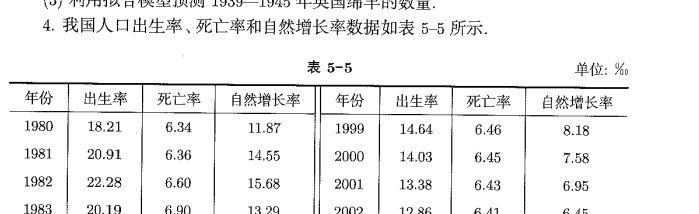 (3) 利用拟合模型预测 1939—1945 年英国绵羊的数量.
4. 我国人口出生率、死亡率和自然增长率数据如表 5-5 所示.
表 5-5
单位: ‰
年份 出生率 死亡率 自然增长率 年份 出生率 死亡率 自然增长率
1980 18.21 6.34 11.87 1999 14.64 6.46 8.18
1981 20.91 6.36 14.55 2000 14.03 6.45 7.58
1982 22.28 6.60 15.68 2001 13.38 6.43 6.95
1983 20.19 6.90 13.29 2002 12.86 6.41 6.45